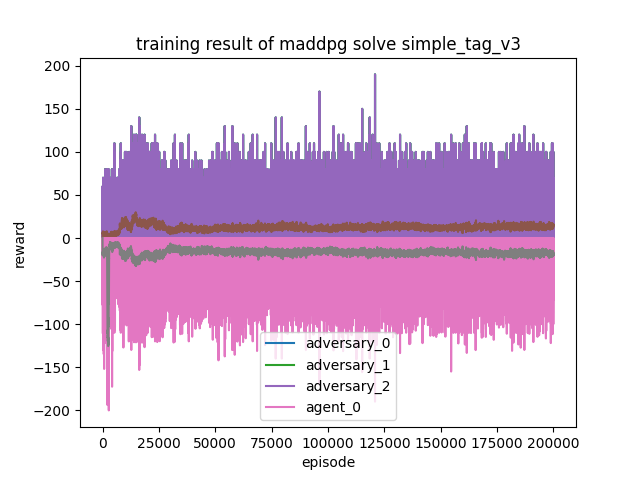 training result of maddpg solve simple_tag_v3
200
150
100
50
0
−50
−100
−150
−200
reward
adversary_0
adversary_1
adversary_2
agent_0
0 25000 50000 75000 100000 125000 150000 175000 200000
episode